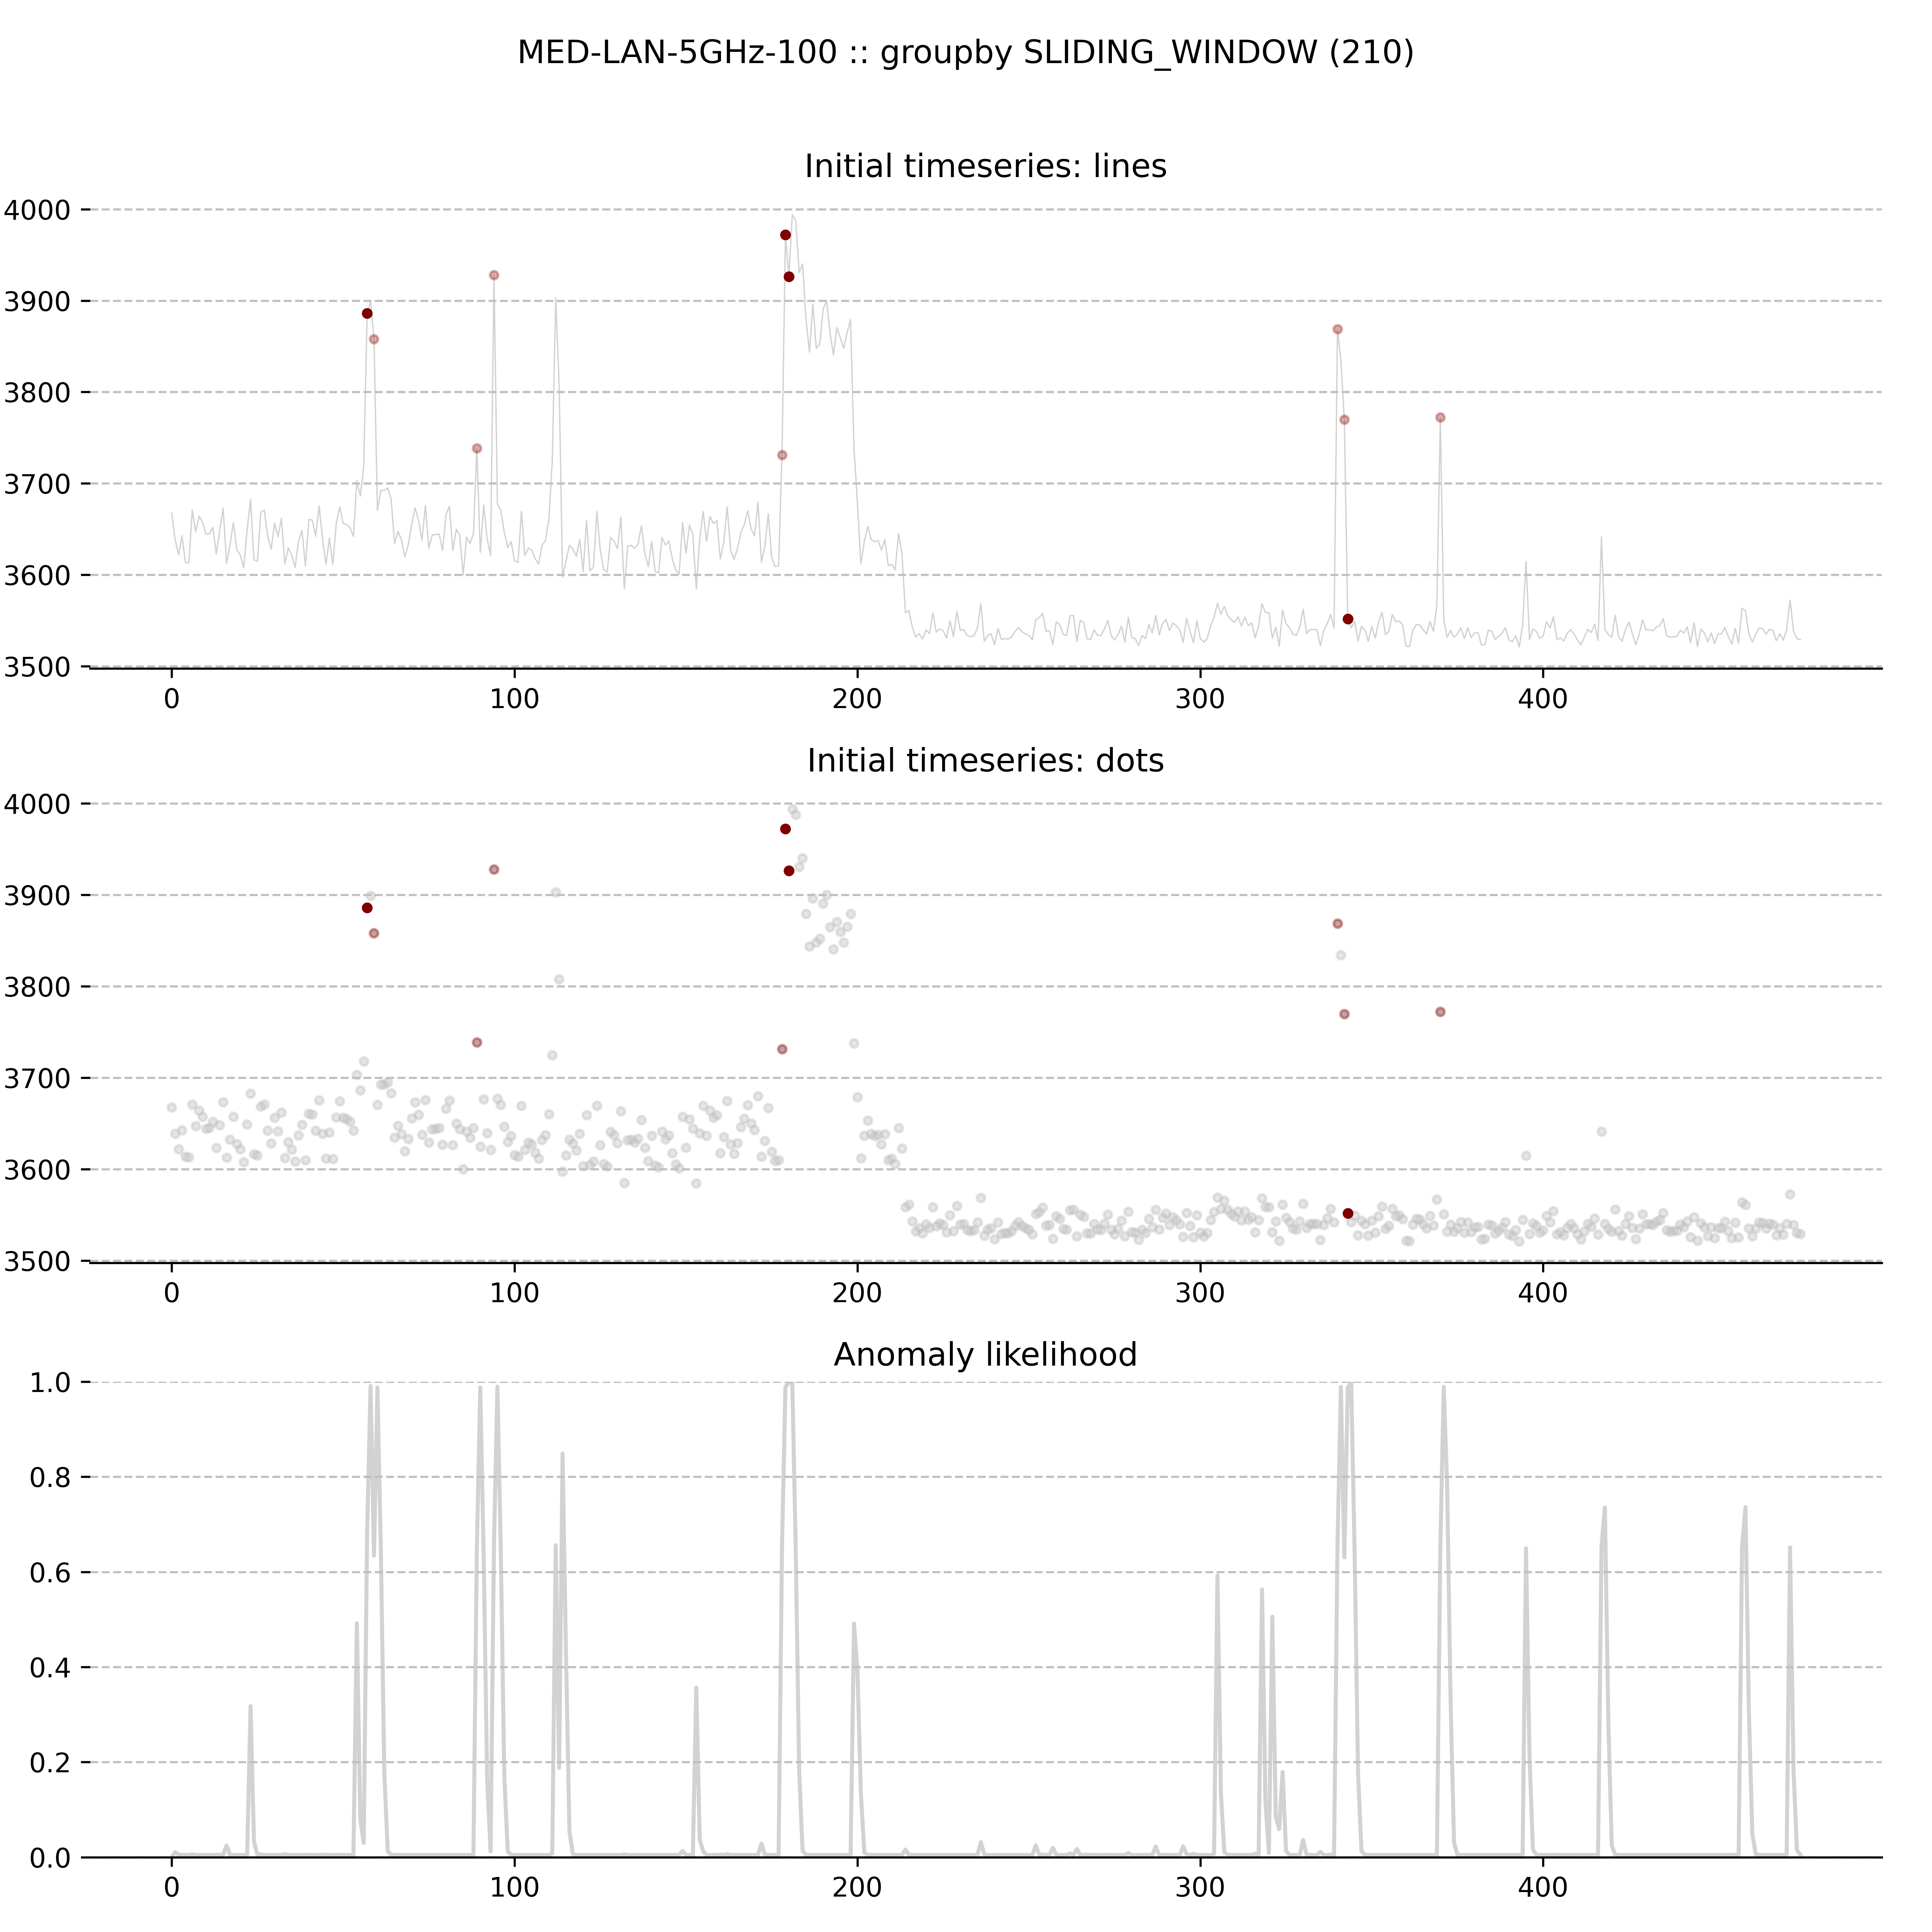 MED-LAN-5GHz-100 :: groupby SLIDING_WINDOW (210)
Initial timeseries: lines
4000
3900
3800
3700
3600
3500
0 100 200 300 400
Initial timeseries: dots
4000
3900
3800
3700
3600
3500
0 100 200 300 400
Anomaly likelihood
1.0
0.8
0.6
0.4
0.2
0.0
0 100 200 300 400